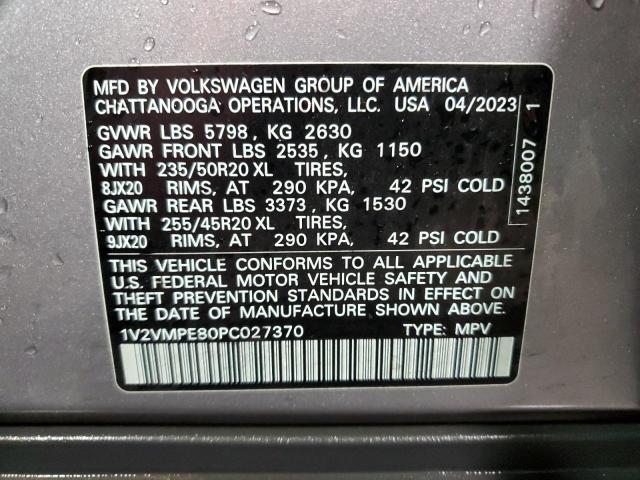 MFD BY VOLKSWAGEN GROUP OF AMERICA
CHATTANOOGA OPERATIONS, LLC. USA 04/2023
GVWR LBS 5798, KG 2630
GAWR FRONT LBS 2535, KG 1150
WITH 235/50R20 XL TIRES,
8JX20 RIMS, AT 290 KPA, 42 PSI COLD
GAWR REAR LBS 3373, KG 1530
WITH 255/45R20 XL TIRES,
9JX20 RIMS, AT 290 KPA, 42 PSI COLD
THIS VEHICLE CONFORMS TO ALL APPLICABLE
U.S. FEDERAL MOTOR VEHICLE SAFETY AND
THEFT PREVENTION STANDARDS IN EFFECT ON
THE DATE OF MANUFACTURE SHOWN ABOVE.
1V2VMPE80PC027370 TYPE: MPV
1438007 1